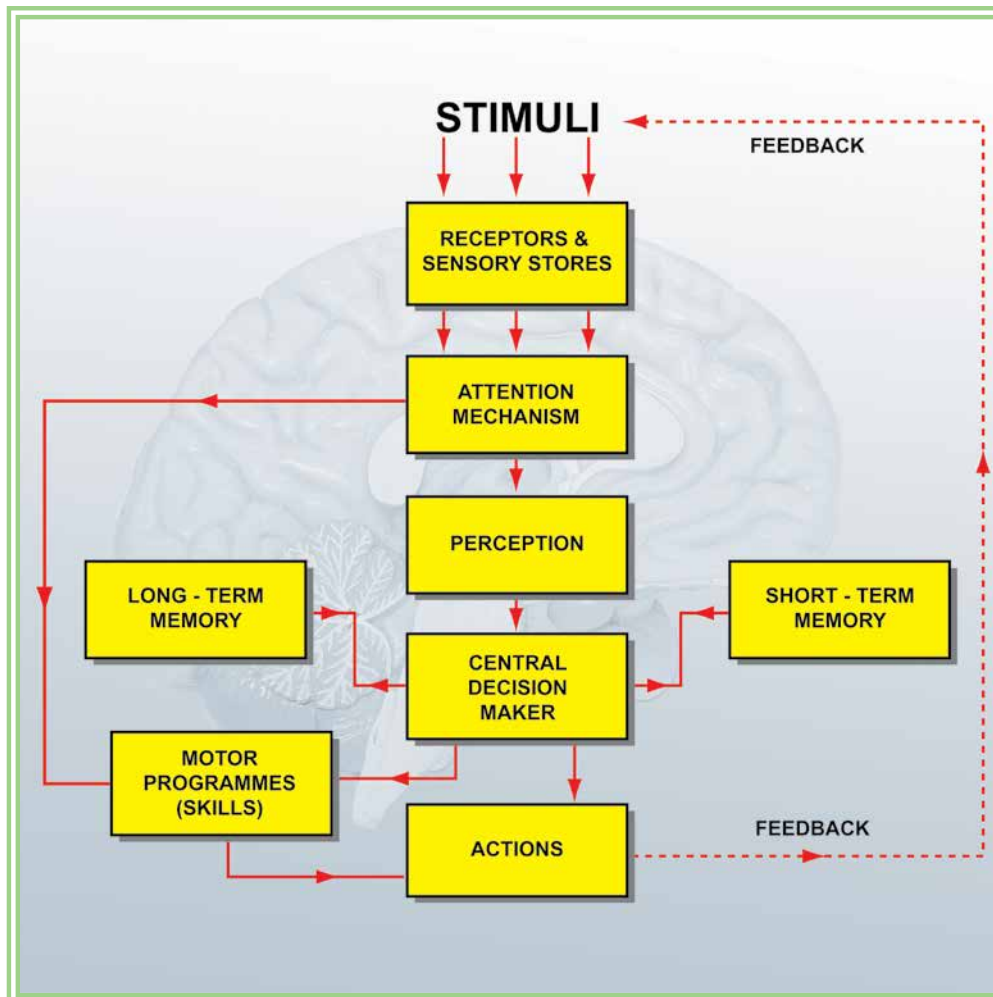 STIMULI
FEEDBACK
RECEPTORS &
SENSORY STORES
ATTENTION
MECHANISM
PERCEPTION
LONG - TERM
MEMORY
SHORT - TERM
MEMORY
CENTRAL
DECISION
MAKER
MOTOR
PROGRAMMES
(SKILLS)
ACTIONS
FEEDBACK